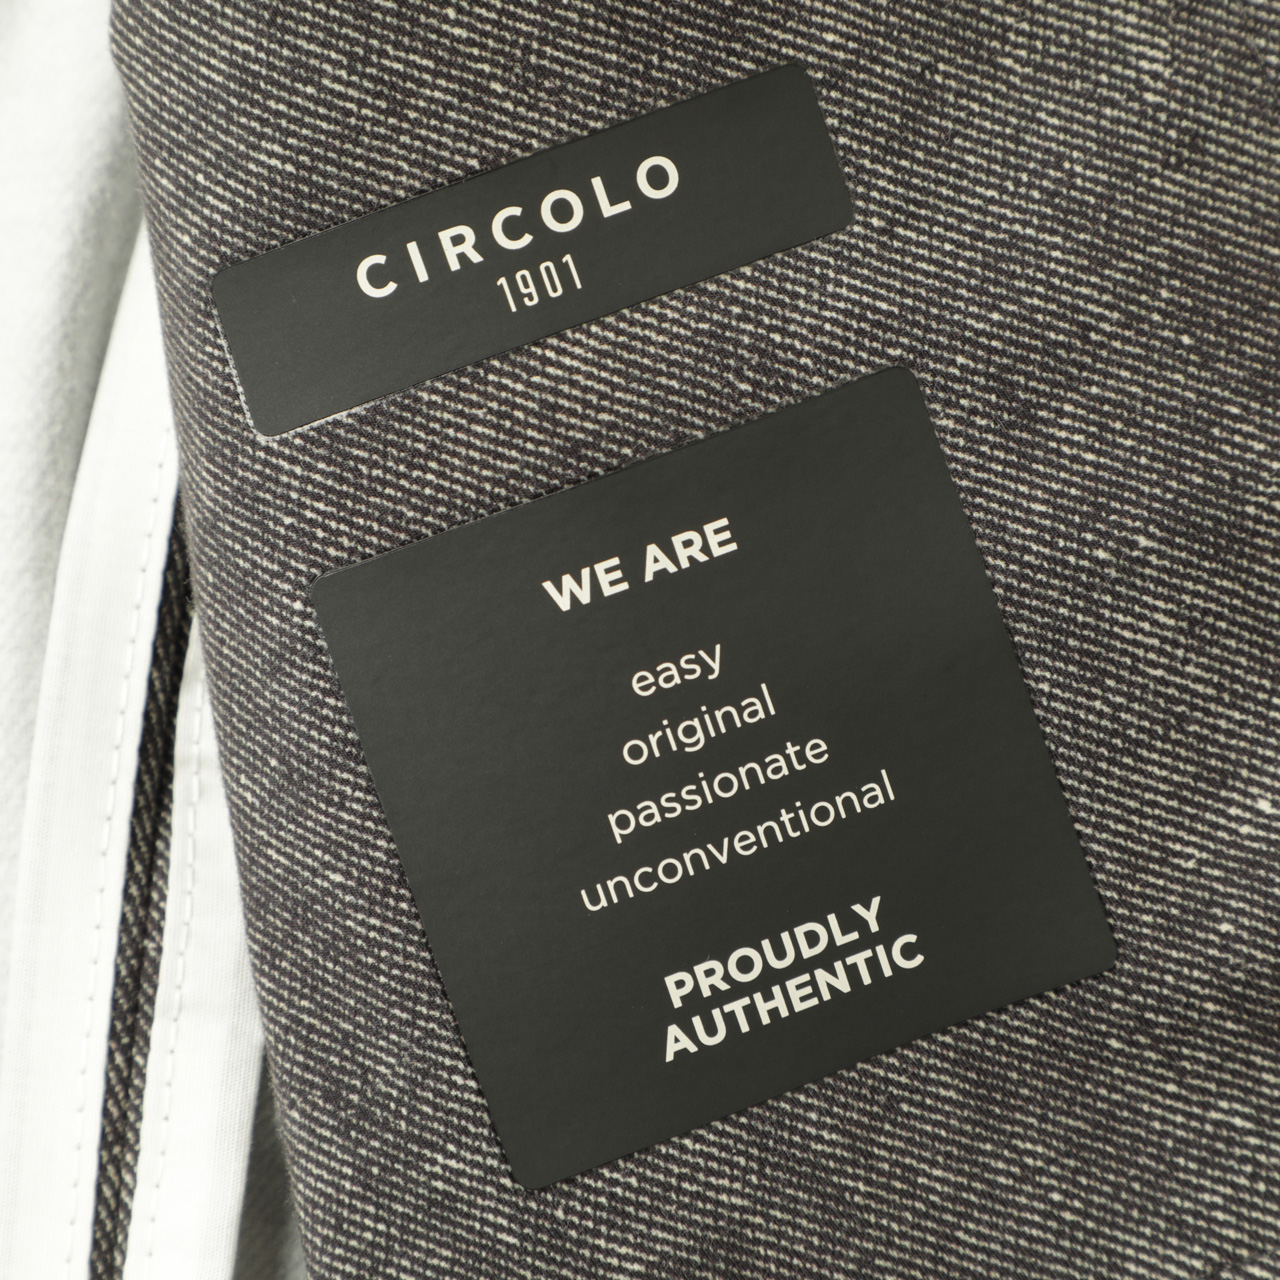 CIRCOLO
1901
WE ARE
easy
original
passionate
unconventional
PROUDLY
AUTHENTIC